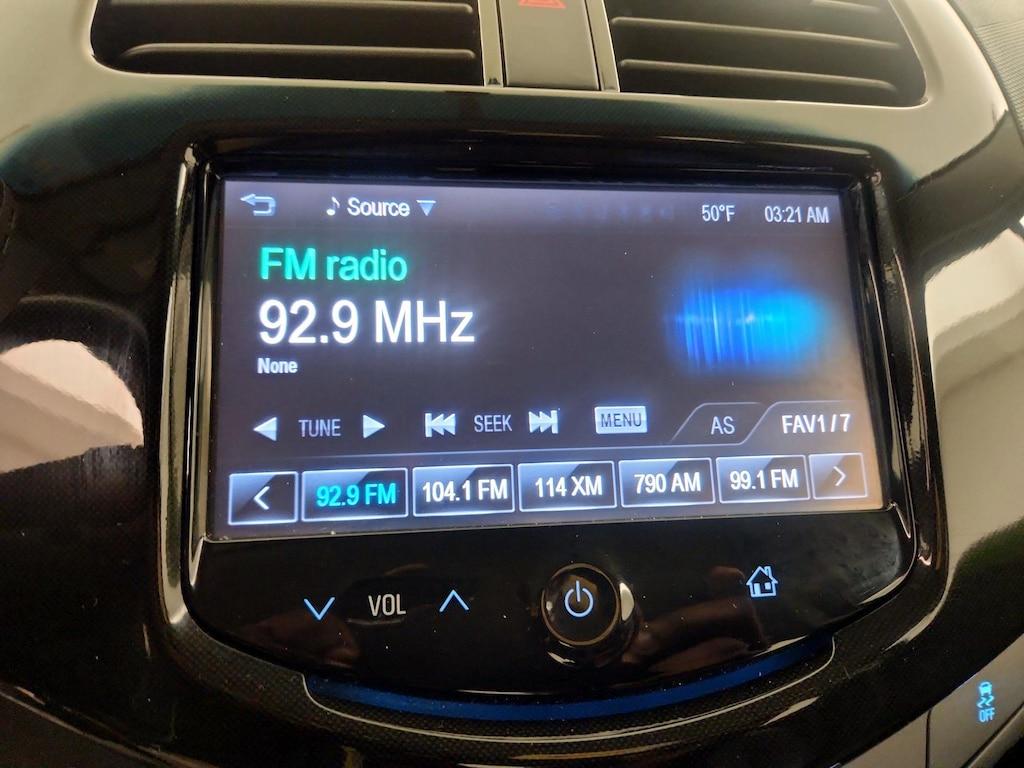 Source 50°F 03:21 AM
FM radio
92.9 MHz
None
TUNE SEEK MENU AS FAV1/7
92.9 FM 104.1 FM 114 XM 790 AM 99.1 FM
VOL
OFF